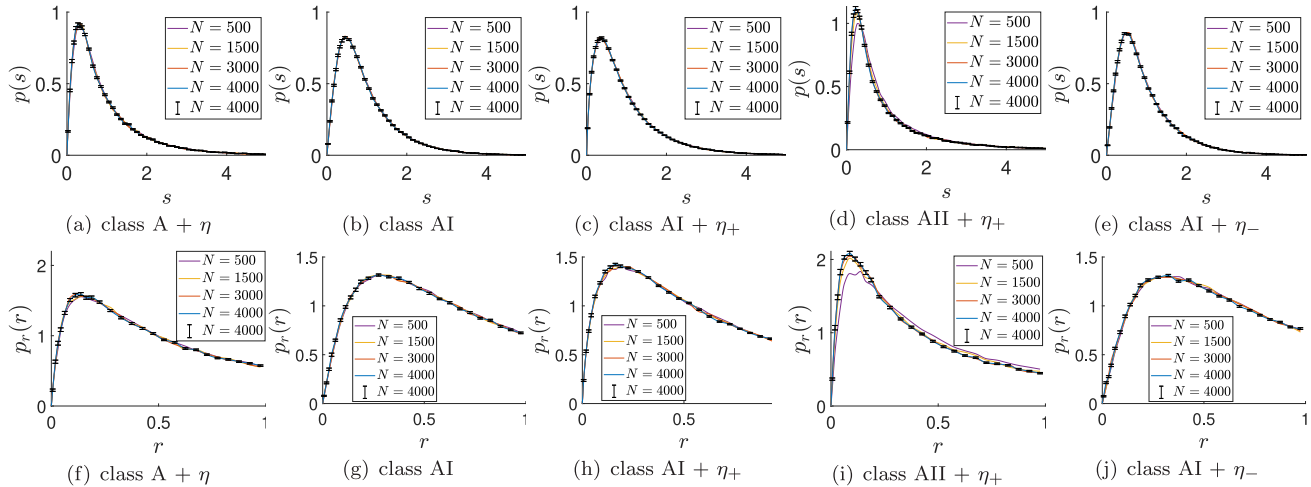 1
0.5
0
p(s)
0 2 4
s
N = 500
N = 1500
N = 3000
N = 4000
N = 4000
(a) class A + η
1
0.5
0
p(s)
0 2 4
s
N = 500
N = 1500
N = 3000
N = 4000
N = 4000
(b) class AI
1
0.5
0
p(s)
0 2 4
s
N = 500
N = 1500
N = 3000
N = 4000
N = 4000
(c) class AI + η₊
1
0.5
0
p(s)
0 2 4
s
N = 500
N = 1500
N = 3000
N = 4000
N = 4000
(d) class AII + η₊
1
0.5
0
p(s)
0 2 4
s
N = 500
N = 1500
N = 3000
N = 4000
N = 4000
(e) class AI + η₋
2
1
0
pᵣ(r)
0 0.5 1
r
N = 500
N = 1500
N = 3000
N = 4000
N = 4000
(f) class A + η
1.5
1
0.5
0
pᵣ(r)
0 0.5 1
r
N = 500
N = 1500
N = 3000
N = 4000
N = 4000
(g) class AI
1.5
1
0.5
0
pᵣ(r)
0 0.5
r
N = 500
N = 1500
N = 3000
N = 4000
N = 4000
(h) class AI + η₊
2
1
0
pᵣ(r)
0 0.5 1
r
N = 500
N = 1500
N = 3000
N = 4000
N = 4000
(i) class AII + η₊
1.5
1
0.5
0
pᵣ(r)
0 0.5 1
r
N = 500
N = 1500
N = 3000
N = 4000
N = 4000
(j) class AI + η₋